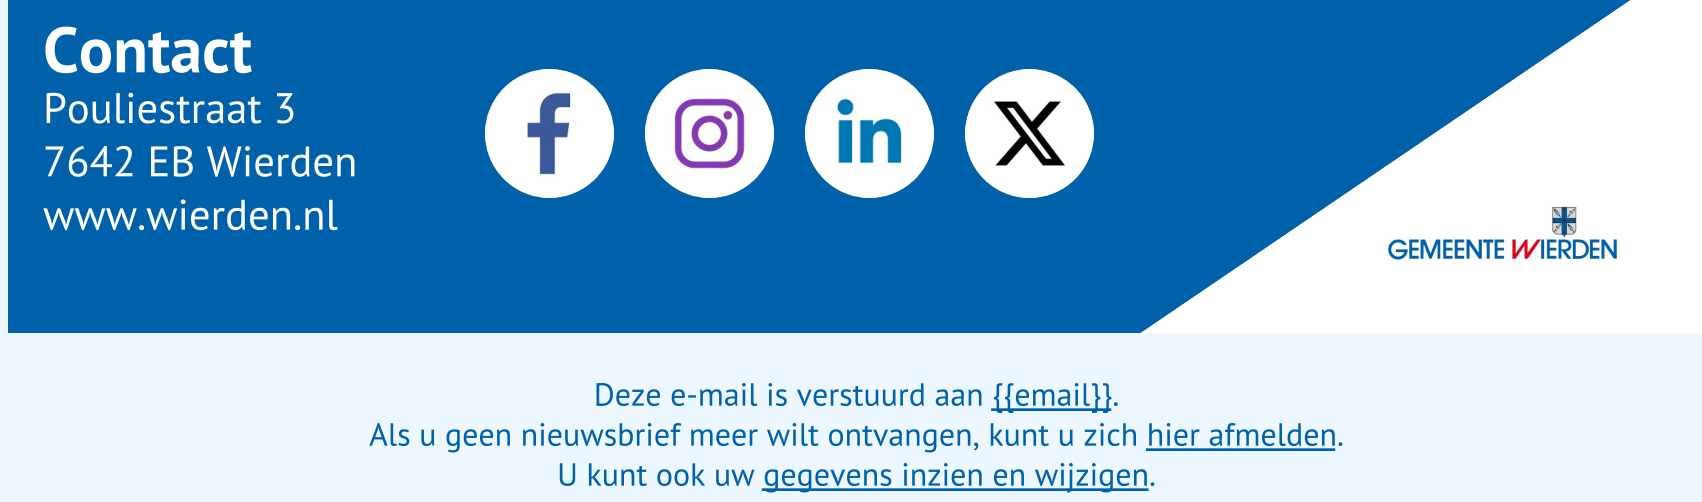 Contact
Pouliestraat 3
7642 EB Wierden
www.wierden.nl
f
in
X
GEMEENTE WIERDEN
Deze e-mail is verstuurd aan {{email}}.
Als u geen nieuwsbrief meer wilt ontvangen, kunt u zich hier afmelden.
U kunt ook uw gegevens inzien en wijzigen.